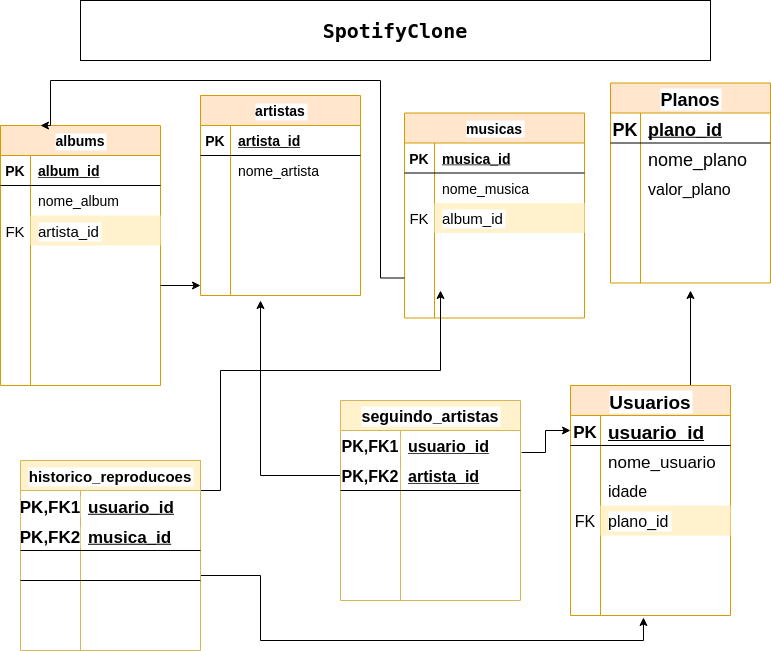 SpotifyClone
albums
PK album_id
nome_album
FK artista_id
artistas
PK artista_id
nome_artista
musicas
PK musica_id
nome_musica
FK album_id
Planos
PK plano_id
nome_plano
valor_plano
historico_reproducoes
PK,FK1 usuario_id
PK,FK2 musica_id
seguindo_artistas
PK,FK1 usuario_id
PK,FK2 artista_id
Usuarios
PK usuario_id
nome_usuario
idade
FK plano_id